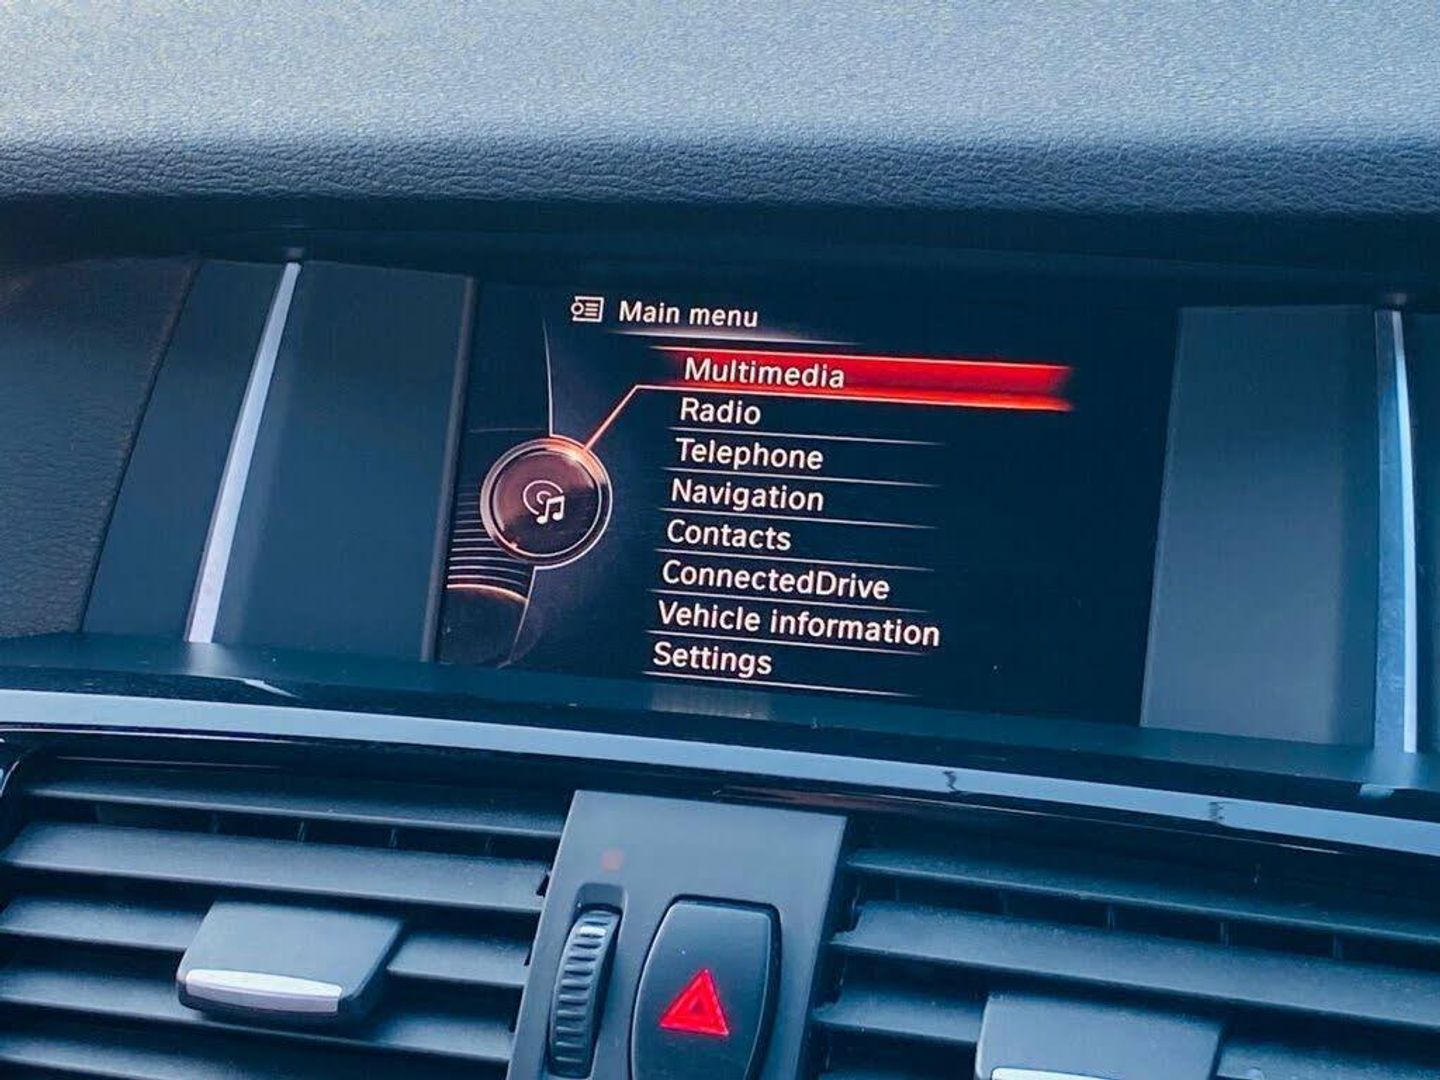 Main menu
Multimedia
Radio
Telephone
Navigation
Contacts
ConnectedDrive
Vehicle information
Settings